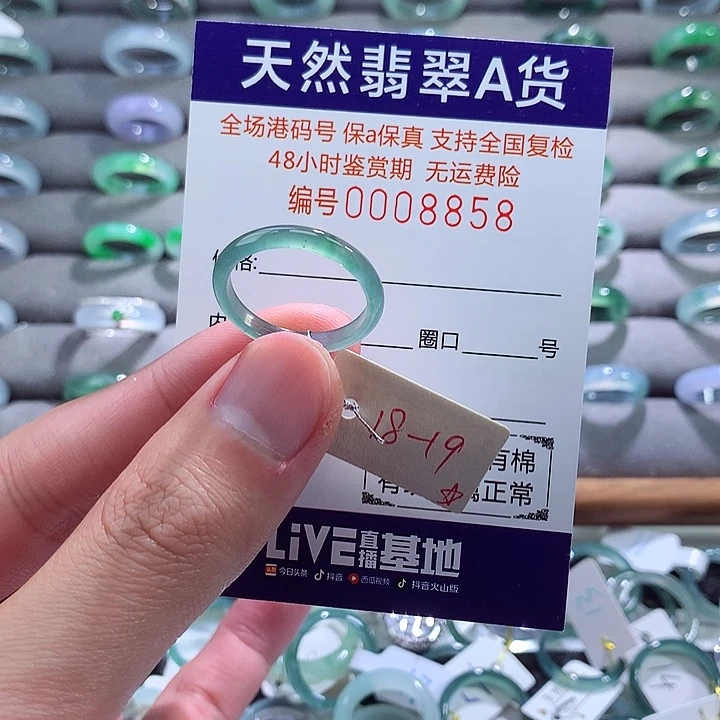 天然翡翠A货
全场港码号 保a保真 支持全国复检
48小时鉴赏期 无运费险
编号0008858
格:
内
圈口 号
18-19
有棉
有 正常
LiVE直播基地
今日头条 抖音 西瓜视频 抖音火山版